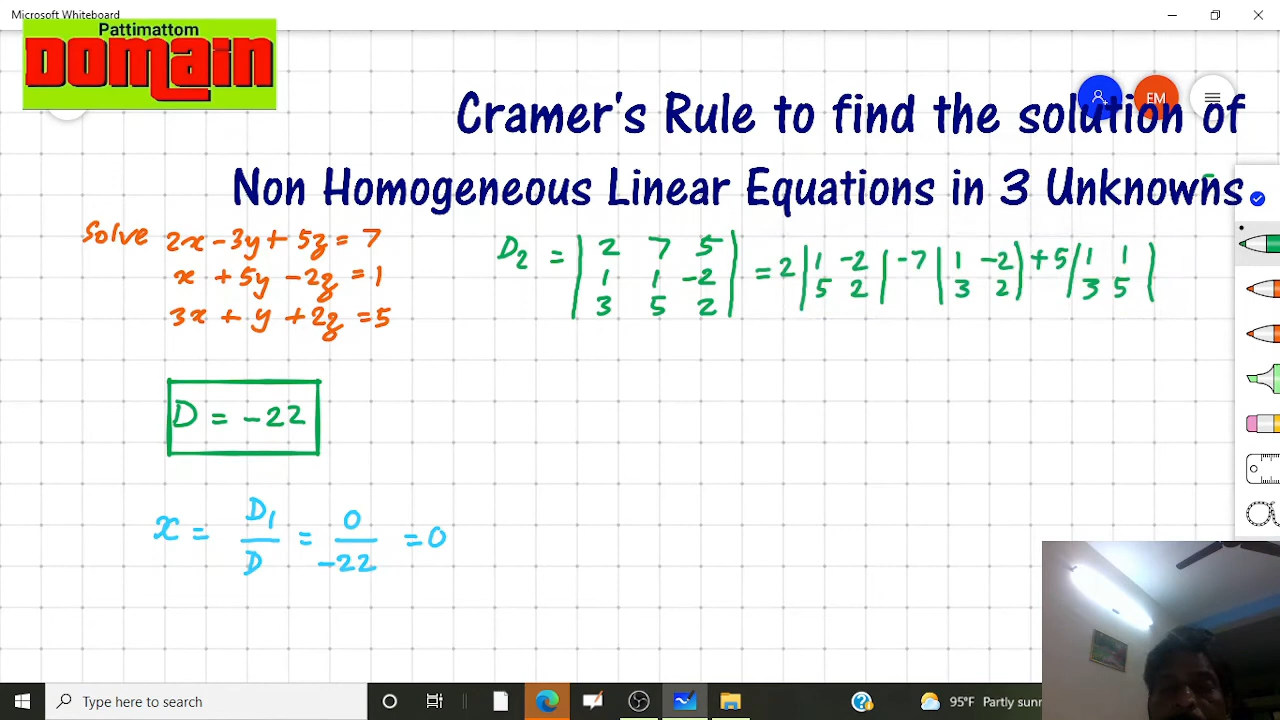 Microsoft Whiteboard
Pattimattom
DOMAIN
EM
Cramer's Rule to find the solution of
Non Homogeneous Linear Equations in 3 Unknowns
Solve 2x - 3y + 5z = 7
x + 5y - 2z = 1
3x + y + 2z = 5
D = -22
x = D1/D = 0/-22 = 0
D2 = |2 7 5| = 2 |1 -2| -7 |1 -2| +5 |1 1|
|1 1 -2| |5 2| |3 2| |3 5|
|3 5 2|
Type here to search
95°F Partly sunn